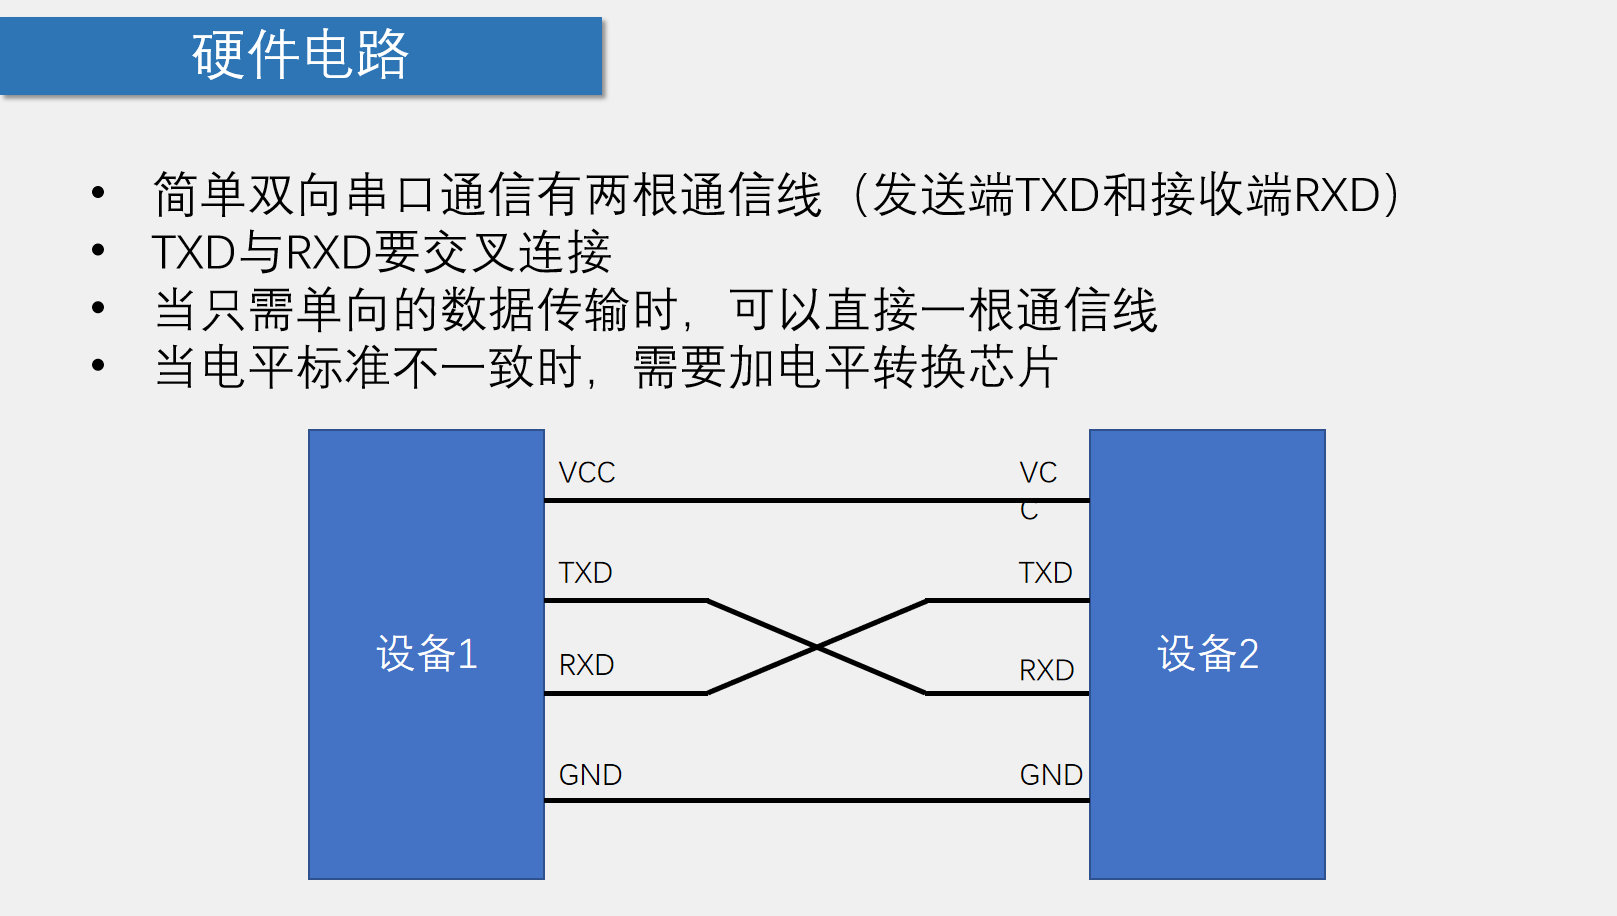 硬件电路
• 简单双向串口通信有两根通信线（发送端TXD和接收端RXD）
• TXD与RXD要交叉连接
• 当只需单向的数据传输时，可以直接一根通信线
• 当电平标准不一致时，需要加电平转换芯片
VCC
VC
C
TXD
TXD
设备1
设备2
RXD
RXD
GND
GND